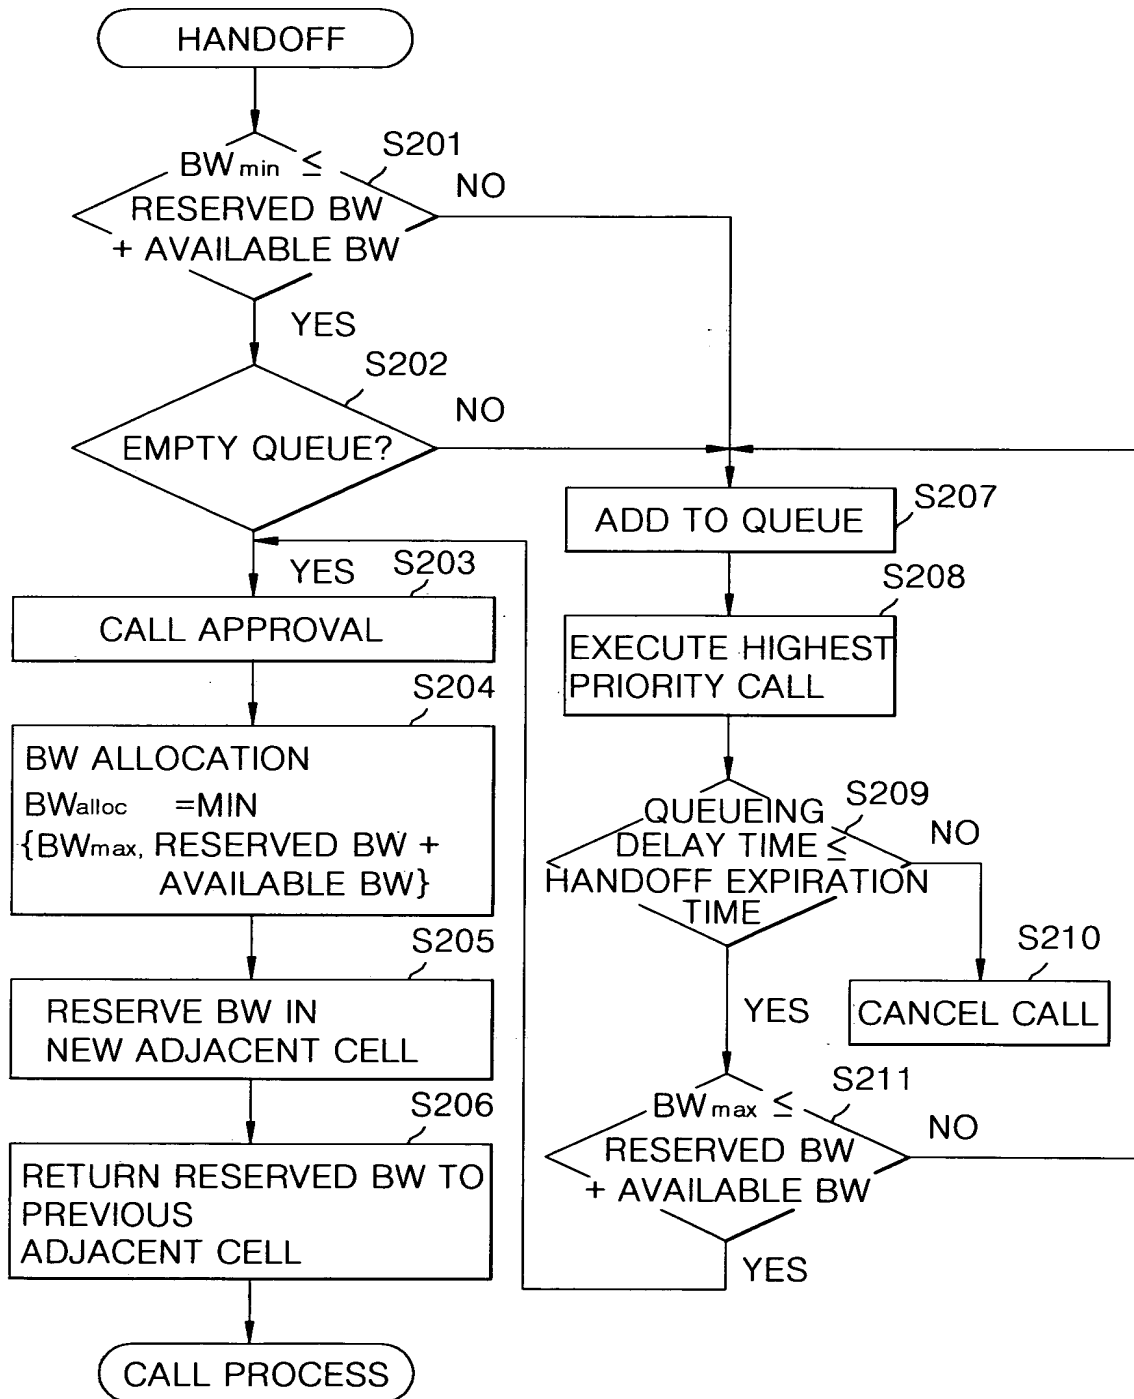 HANDOFF
S201
BWmin ≤
RESERVED BW
+ AVAILABLE BW
NO
YES
S202
EMPTY QUEUE?
NO
YES
S203
CALL APPROVAL
S204
BW ALLOCATION
BWalloc =MIN
{BWmax, RESERVED BW +
AVAILABLE BW}
S205
RESERVE BW IN
NEW ADJACENT CELL
S206
RETURN RESERVED BW TO
PREVIOUS
ADJACENT CELL
CALL PROCESS
S207
ADD TO QUEUE
S208
EXECUTE HIGHEST
PRIORITY CALL
S209
QUEUEING
DELAY TIME ≤
HANDOFF EXPIRATION
TIME
NO
S210
CANCEL CALL
YES
S211
BWmax ≤
RESERVED BW
+ AVAILABLE BW
NO
YES